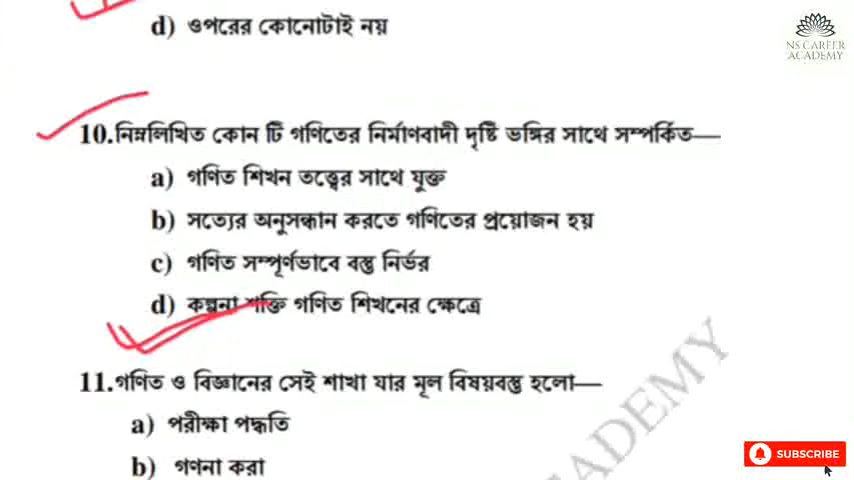 d) ওপরের কোনোটাই নয়
NS CAREER
ACADEMY
10.নিম্নলিখিত কোন টি গণিতের নির্মাণবাদী দৃষ্টি ভঙ্গির সাথে সম্পর্কিত—
a) গণিত শিখন তত্ত্বের সাথে যুক্ত
b) সত্যের অনুসন্ধান করতে গণিতের প্রয়োজন হয়
c) গণিত সম্পূর্ণভাবে বস্তু নির্ভর
d) কল্পনা শক্তি গণিত শিখনের ক্ষেত্রে
11.গণিত ও বিজ্ঞানের সেই শাখা যার মূল বিষয়বস্তু হলো—
a) পরীক্ষা পদ্ধতি
b) গণনা করা
SUBSCRIBE